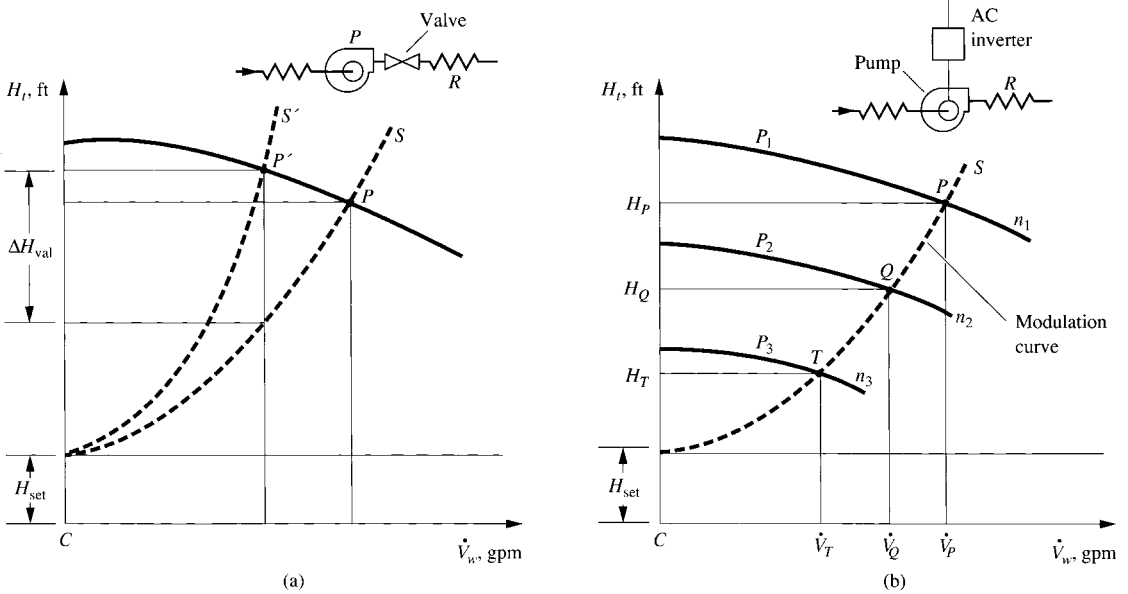 P
Valve
R
H_t, ft
S′
S
P′
P
ΔH_val
H_set
C
V̇_w, gpm
(a)
AC
inverter
Pump
R
H_t, ft
P_1
S
P
H_P
n_1
P_2
Q
H_Q
n_2
Modulation
curve
P_3
T
H_T
n_3
H_set
C
V̇_T
V̇_Q
V̇_P
V̇_w, gpm
(b)